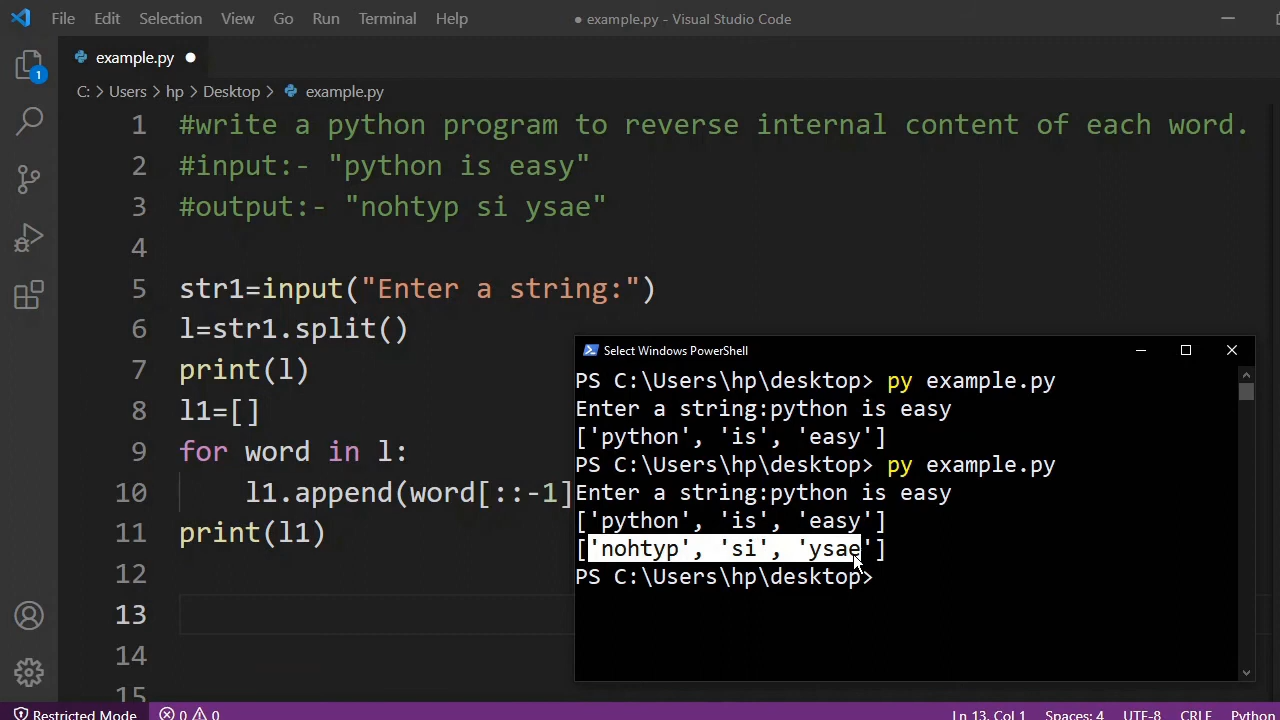 File Edit Selection View Go Run Terminal Help ● example.py - Visual Studio Code
example.py ●
1
C: > Users > hp > Desktop > example.py
1 #write a python program to reverse internal content of each word.
2 #input:- "python is easy"
3 #output:- "nohtyp si ysae"
4
5 str1=input("Enter a string:")
6 l=str1.split()
7 print(l)
8 l1=[]
9 for word in l:
10 l1.append(word[::-1]
11 print(l1)
12
13
14
15
Select Windows PowerShell
PS C:\Users\hp\desktop> py example.py
Enter a string:python is easy
['python', 'is', 'easy']
PS C:\Users\hp\desktop> py example.py
Enter a string:python is easy
['python', 'is', 'easy']
['nohtyp', 'si', 'ysae']
PS C:\Users\hp\desktop>
Restricted Mode 0 0 Ln 13, Col 1 Spaces: 4 UTF-8 CRLF Python